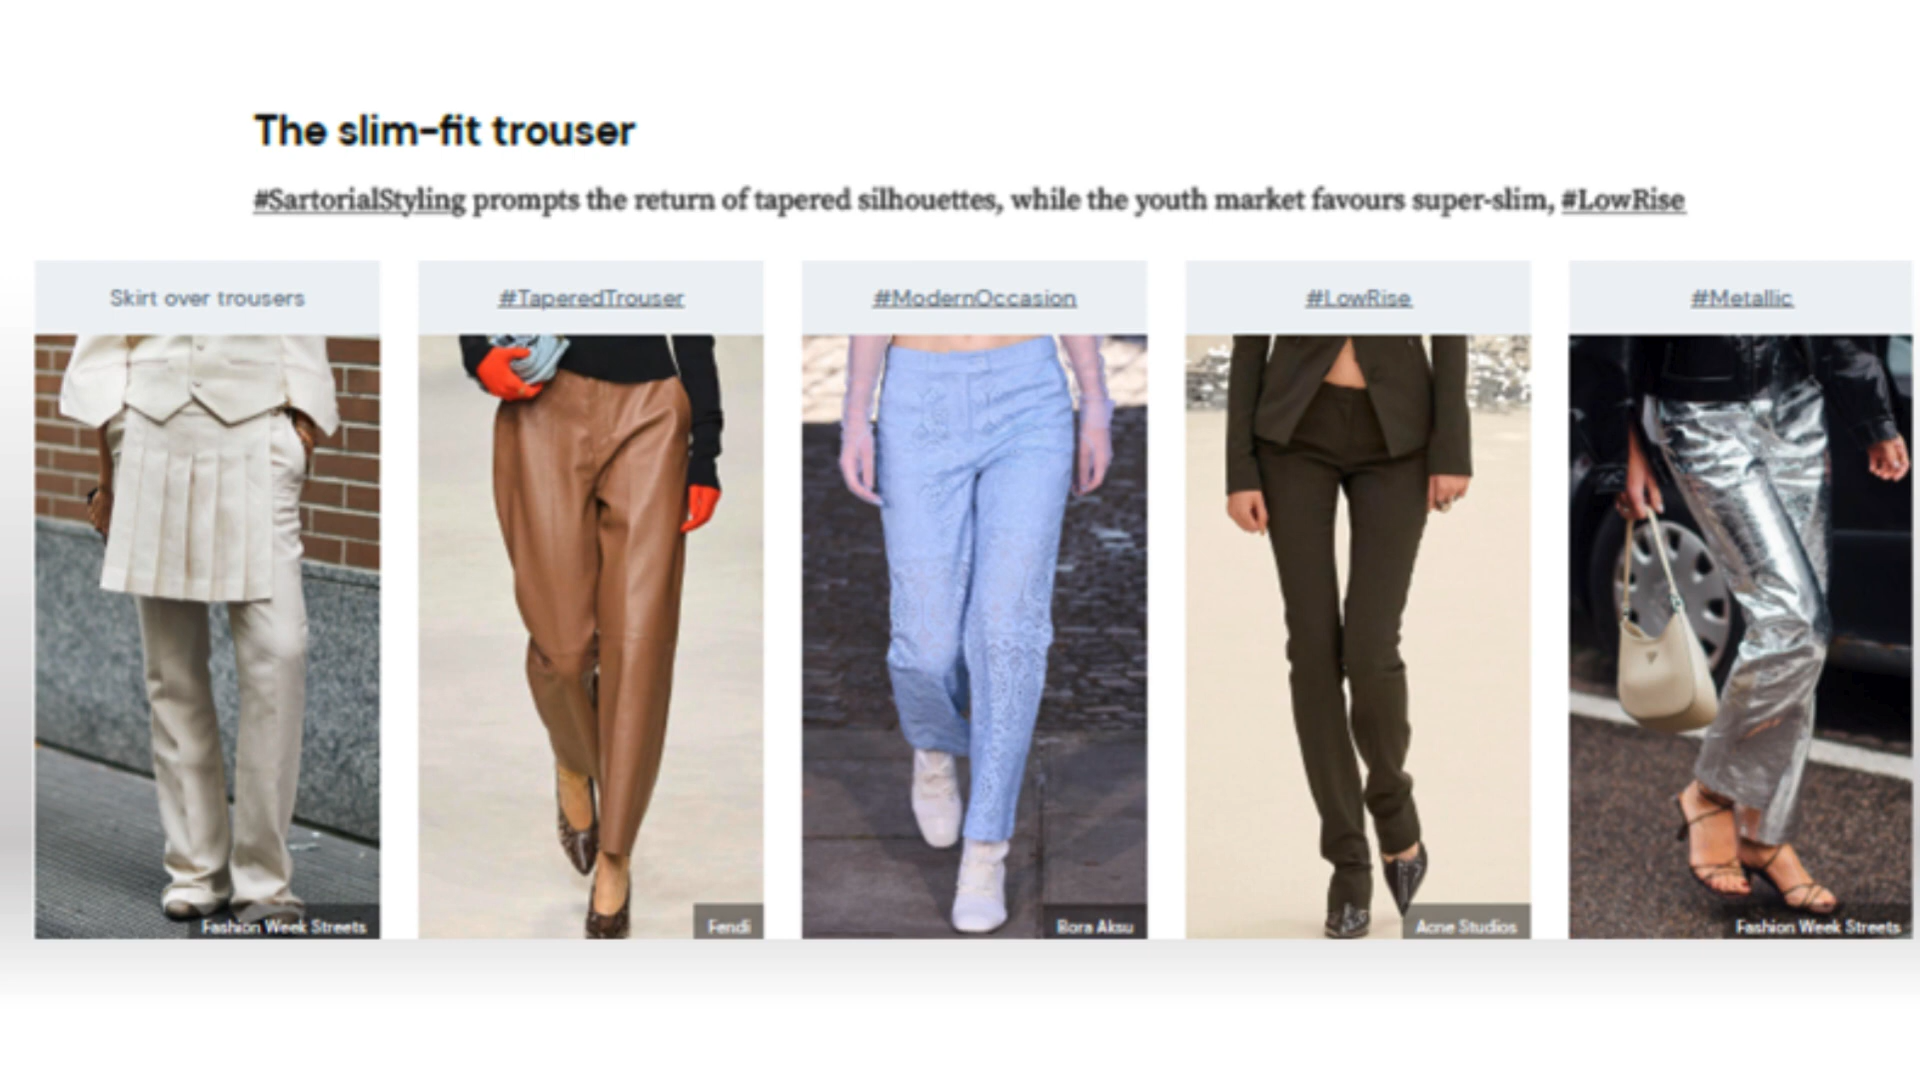 The slim-fit trouser
#SartorialStyling prompts the return of tapered silhouettes, while the youth market favours super-slim, #LowRise
Skirt over trousers
#TaperedTrouser
#ModernOccasion
#LowRise
#Metallic
Fashion Week Streets
Fendi
Bora Aksu
Acne Studios
Fashion Week Streets